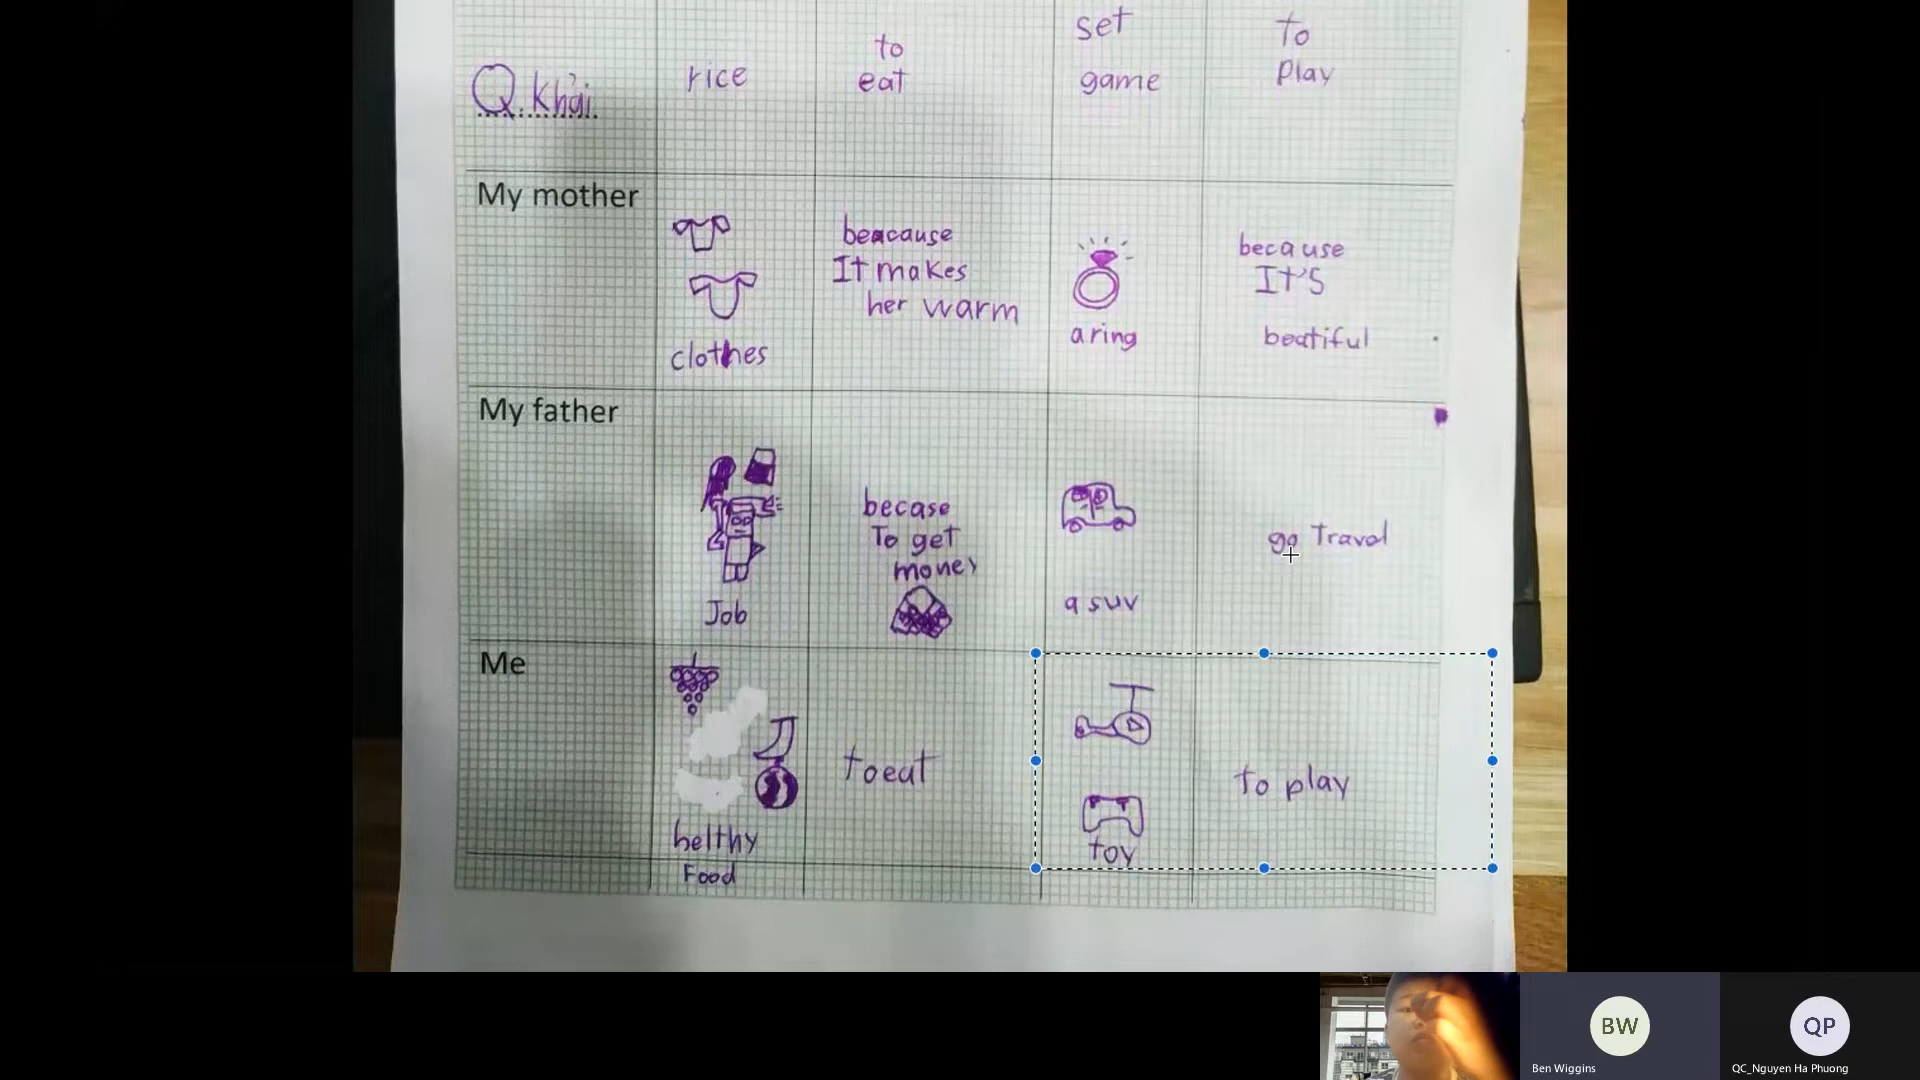 set
to
To
rice
eat
game
Play
Q. Khải
My mother
beacause
It makes
her warm
because
It's
a ring
beatiful
clothes
My father
becase
To get
money
go Traval
Job
a suv
Me
to eat
to play
helthy
Food
toy
BW
QP
Ben Wiggins
QC_Nguyen Ha Phuong